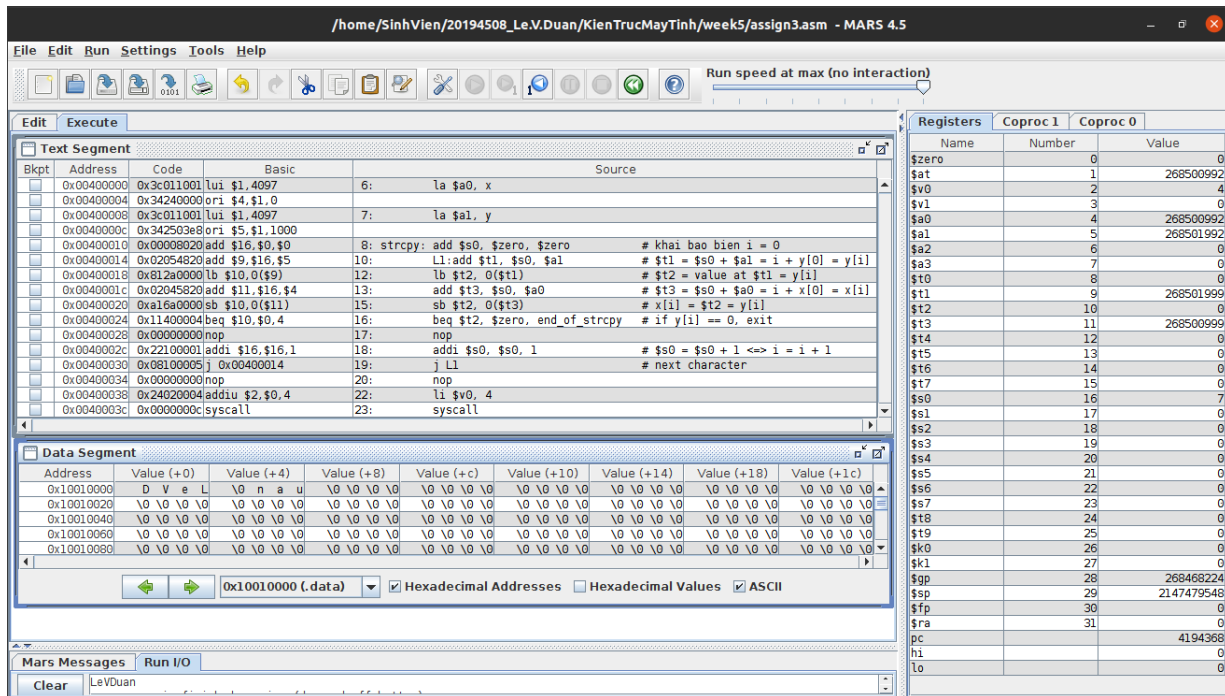 /home/SinhVien/20194508_Le.V.Duan/KienTrucMayTinh/week5/assign3.asm - MARS 4.5
File Edit Run Settings Tools Help
Run speed at max (no interaction)
Edit Execute
Text Segment
Bkpt Address Code Basic Source
0x00400000 0x3c011001 lui $1,4097 6: la $a0, x
0x00400004 0x34240000 ori $4,$1,0
0x00400008 0x3c011001 lui $1,4097 7: la $a1, y
0x0040000c 0x342503e8 ori $5,$1,1000
0x00400010 0x00008020 add $16,$0,$0 8: strcpy: add $s0, $zero, $zero # khai bao bien i = 0
0x00400014 0x02054820 add $9,$16,$5 10: L1:add $t1, $s0, $a1 # $t1 = $s0 + $a1 = i + y[0] = y[i]
0x00400018 0x812a0000 lb $10,0($9) 12: lb $t2, 0($t1) # $t2 = value at $t1 = y[i]
0x0040001c 0x02045820 add $11,$16,$4 13: add $t3, $s0, $a0 # $t3 = $s0 + $a0 = i + x[0] = x[i]
0x00400020 0xa16a0000 sb $10,0($11) 15: sb $t2, 0($t3) # x[i] = $t2 = y[i]
0x00400024 0x11400004 beq $10,$0,4 16: beq $t2, $zero, end_of_strcpy # if y[i] == 0, exit
0x00400028 0x00000000 nop 17: nop
0x0040002c 0x22100001 addi $16,$16,1 18: addi $s0, $s0, 1 # $s0 = $s0 + 1 <=> i = i + 1
0x00400030 0x08100005 j 0x00400014 19: j L1 # next character
0x00400034 0x00000000 nop 20: nop
0x00400038 0x24020004 addiu $2,$0,4 22: li $v0, 4
0x0040003c 0x0000000c syscall 23: syscall
Data Segment
Address Value (+0) Value (+4) Value (+8) Value (+c) Value (+10) Value (+14) Value (+18) Value (+1c)
0x10010000 D V e L \0 n a u \0 \0 \0 \0 \0 \0 \0 \0 \0 \0 \0 \0 \0 \0 \0 \0 \0 \0 \0 \0 \0 \0 \0 \0
0x10010020 \0 \0 \0 \0 \0 \0 \0 \0 \0 \0 \0 \0 \0 \0 \0 \0 \0 \0 \0 \0 \0 \0 \0 \0 \0 \0 \0 \0 \0 \0 \0 \0
0x10010040 \0 \0 \0 \0 \0 \0 \0 \0 \0 \0 \0 \0 \0 \0 \0 \0 \0 \0 \0 \0 \0 \0 \0 \0 \0 \0 \0 \0 \0 \0 \0 \0
0x10010060 \0 \0 \0 \0 \0 \0 \0 \0 \0 \0 \0 \0 \0 \0 \0 \0 \0 \0 \0 \0 \0 \0 \0 \0 \0 \0 \0 \0 \0 \0 \0 \0
0x10010080 \0 \0 \0 \0 \0 \0 \0 \0 \0 \0 \0 \0 \0 \0 \0 \0 \0 \0 \0 \0 \0 \0 \0 \0 \0 \0 \0 \0 \0 \0 \0 \0
0x10010000 (.data) Hexadecimal Addresses Hexadecimal Values ASCII
Mars Messages Run I/O
Clear LeVDuan
Registers Coproc 1 Coproc 0
Name Number Value
$zero 0 0
$at 1 268500992
$v0 2 4
$v1 3 0
$a0 4 268500992
$a1 5 268501992
$a2 6 0
$a3 7 0
$t0 8 0
$t1 9 268501999
$t2 10 0
$t3 11 268500999
$t4 12 0
$t5 13 0
$t6 14 0
$t7 15 0
$s0 16 7
$s1 17 0
$s2 18 0
$s3 19 0
$s4 20 0
$s5 21 0
$s6 22 0
$s7 23 0
$t8 24 0
$t9 25 0
$k0 26 0
$k1 27 0
$gp 28 268468224
$sp 29 2147479548
$fp 30 0
$ra 31 0
pc 4194368
hi 0
lo 0